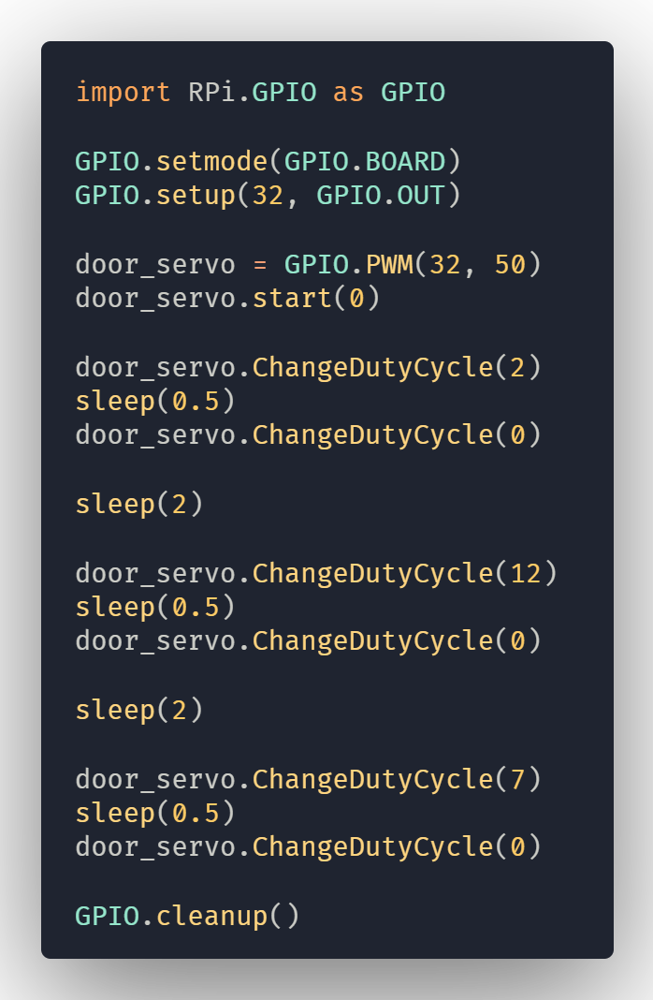 import RPi.GPIO as GPIO

GPIO.setmode(GPIO.BOARD)
GPIO.setup(32, GPIO.OUT)

door_servo = GPIO.PWM(32, 50)
door_servo.start(0)

door_servo.ChangeDutyCycle(2)
sleep(0.5)
door_servo.ChangeDutyCycle(0)

sleep(2)

door_servo.ChangeDutyCycle(12)
sleep(0.5)
door_servo.ChangeDutyCycle(0)

sleep(2)

door_servo.ChangeDutyCycle(7)
sleep(0.5)
door_servo.ChangeDutyCycle(0)

GPIO.cleanup()